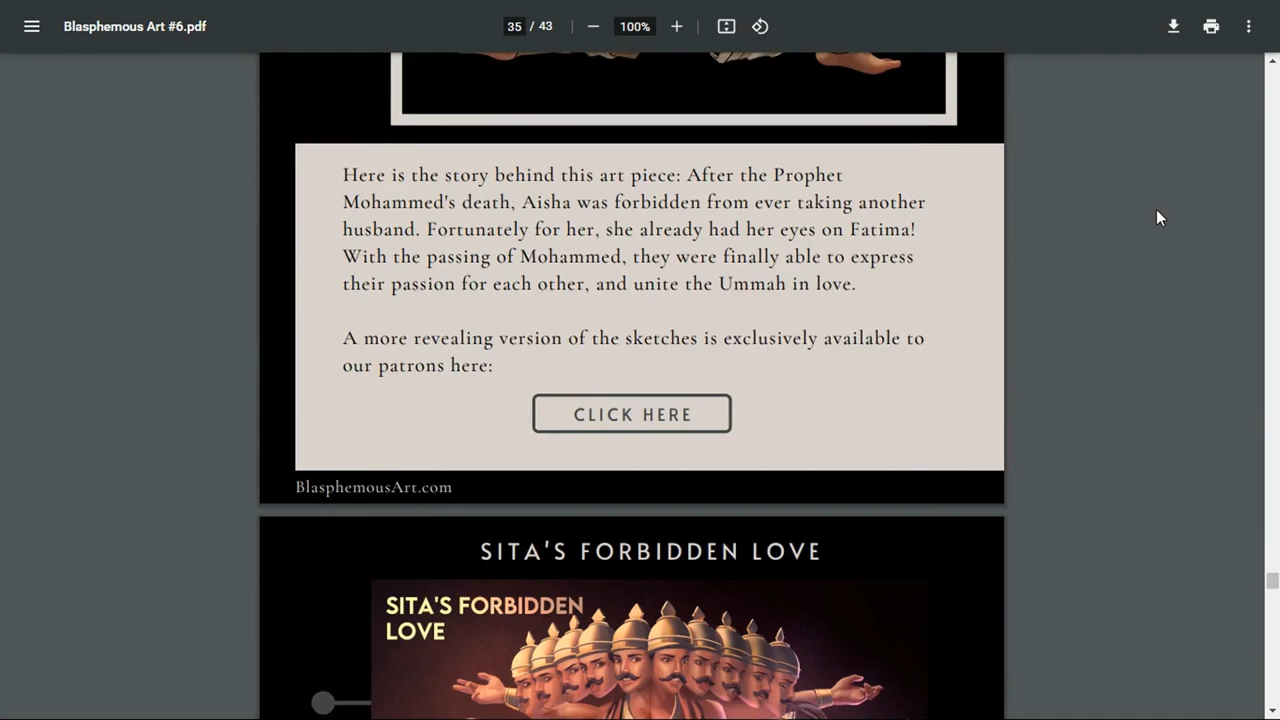 Blasphemous Art #6.pdf
35 / 43
100%
Here is the story behind this art piece: After the Prophet
Mohammed's death, Aisha was forbidden from ever taking another
husband. Fortunately for her, she already had her eyes on Fatima!
With the passing of Mohammed, they were finally able to express
their passion for each other, and unite the Ummah in love.
A more revealing version of the sketches is exclusively available to
our patrons here:
CLICK HERE
BlasphemousArt.com
SITA'S FORBIDDEN LOVE
SITA'S FORBIDDEN
LOVE